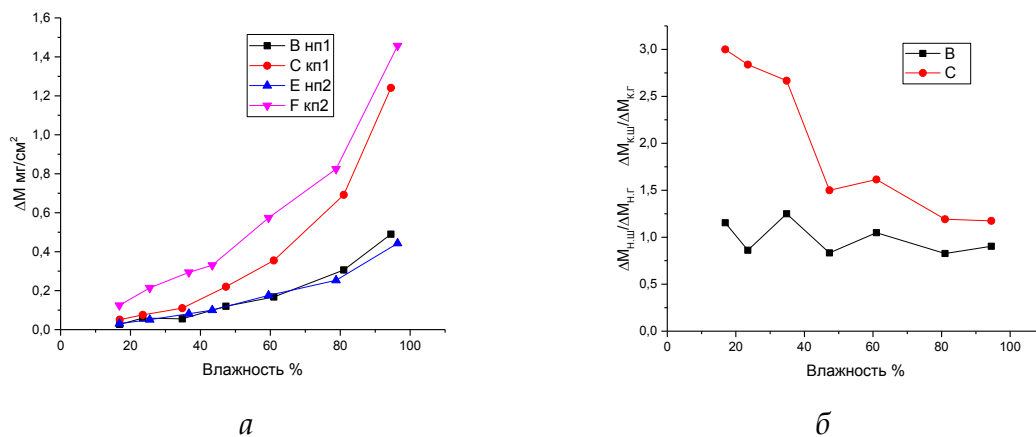 1,6
1,4
1,2
1,0
0,8
0,6
0,4
0,2
0,0
0 20 40 60 80 100
ΔM мг/см²
Влажность %
B нп1
C кп1
E нп2
F кп2
а
3,0
2,5
2,0
1,5
1,0
0,5
0,0
0 20 40 60 80 100
ΔMн.ш/ΔMн.г ΔMк.ш/ΔMк.г
Влажность %
B
C
б